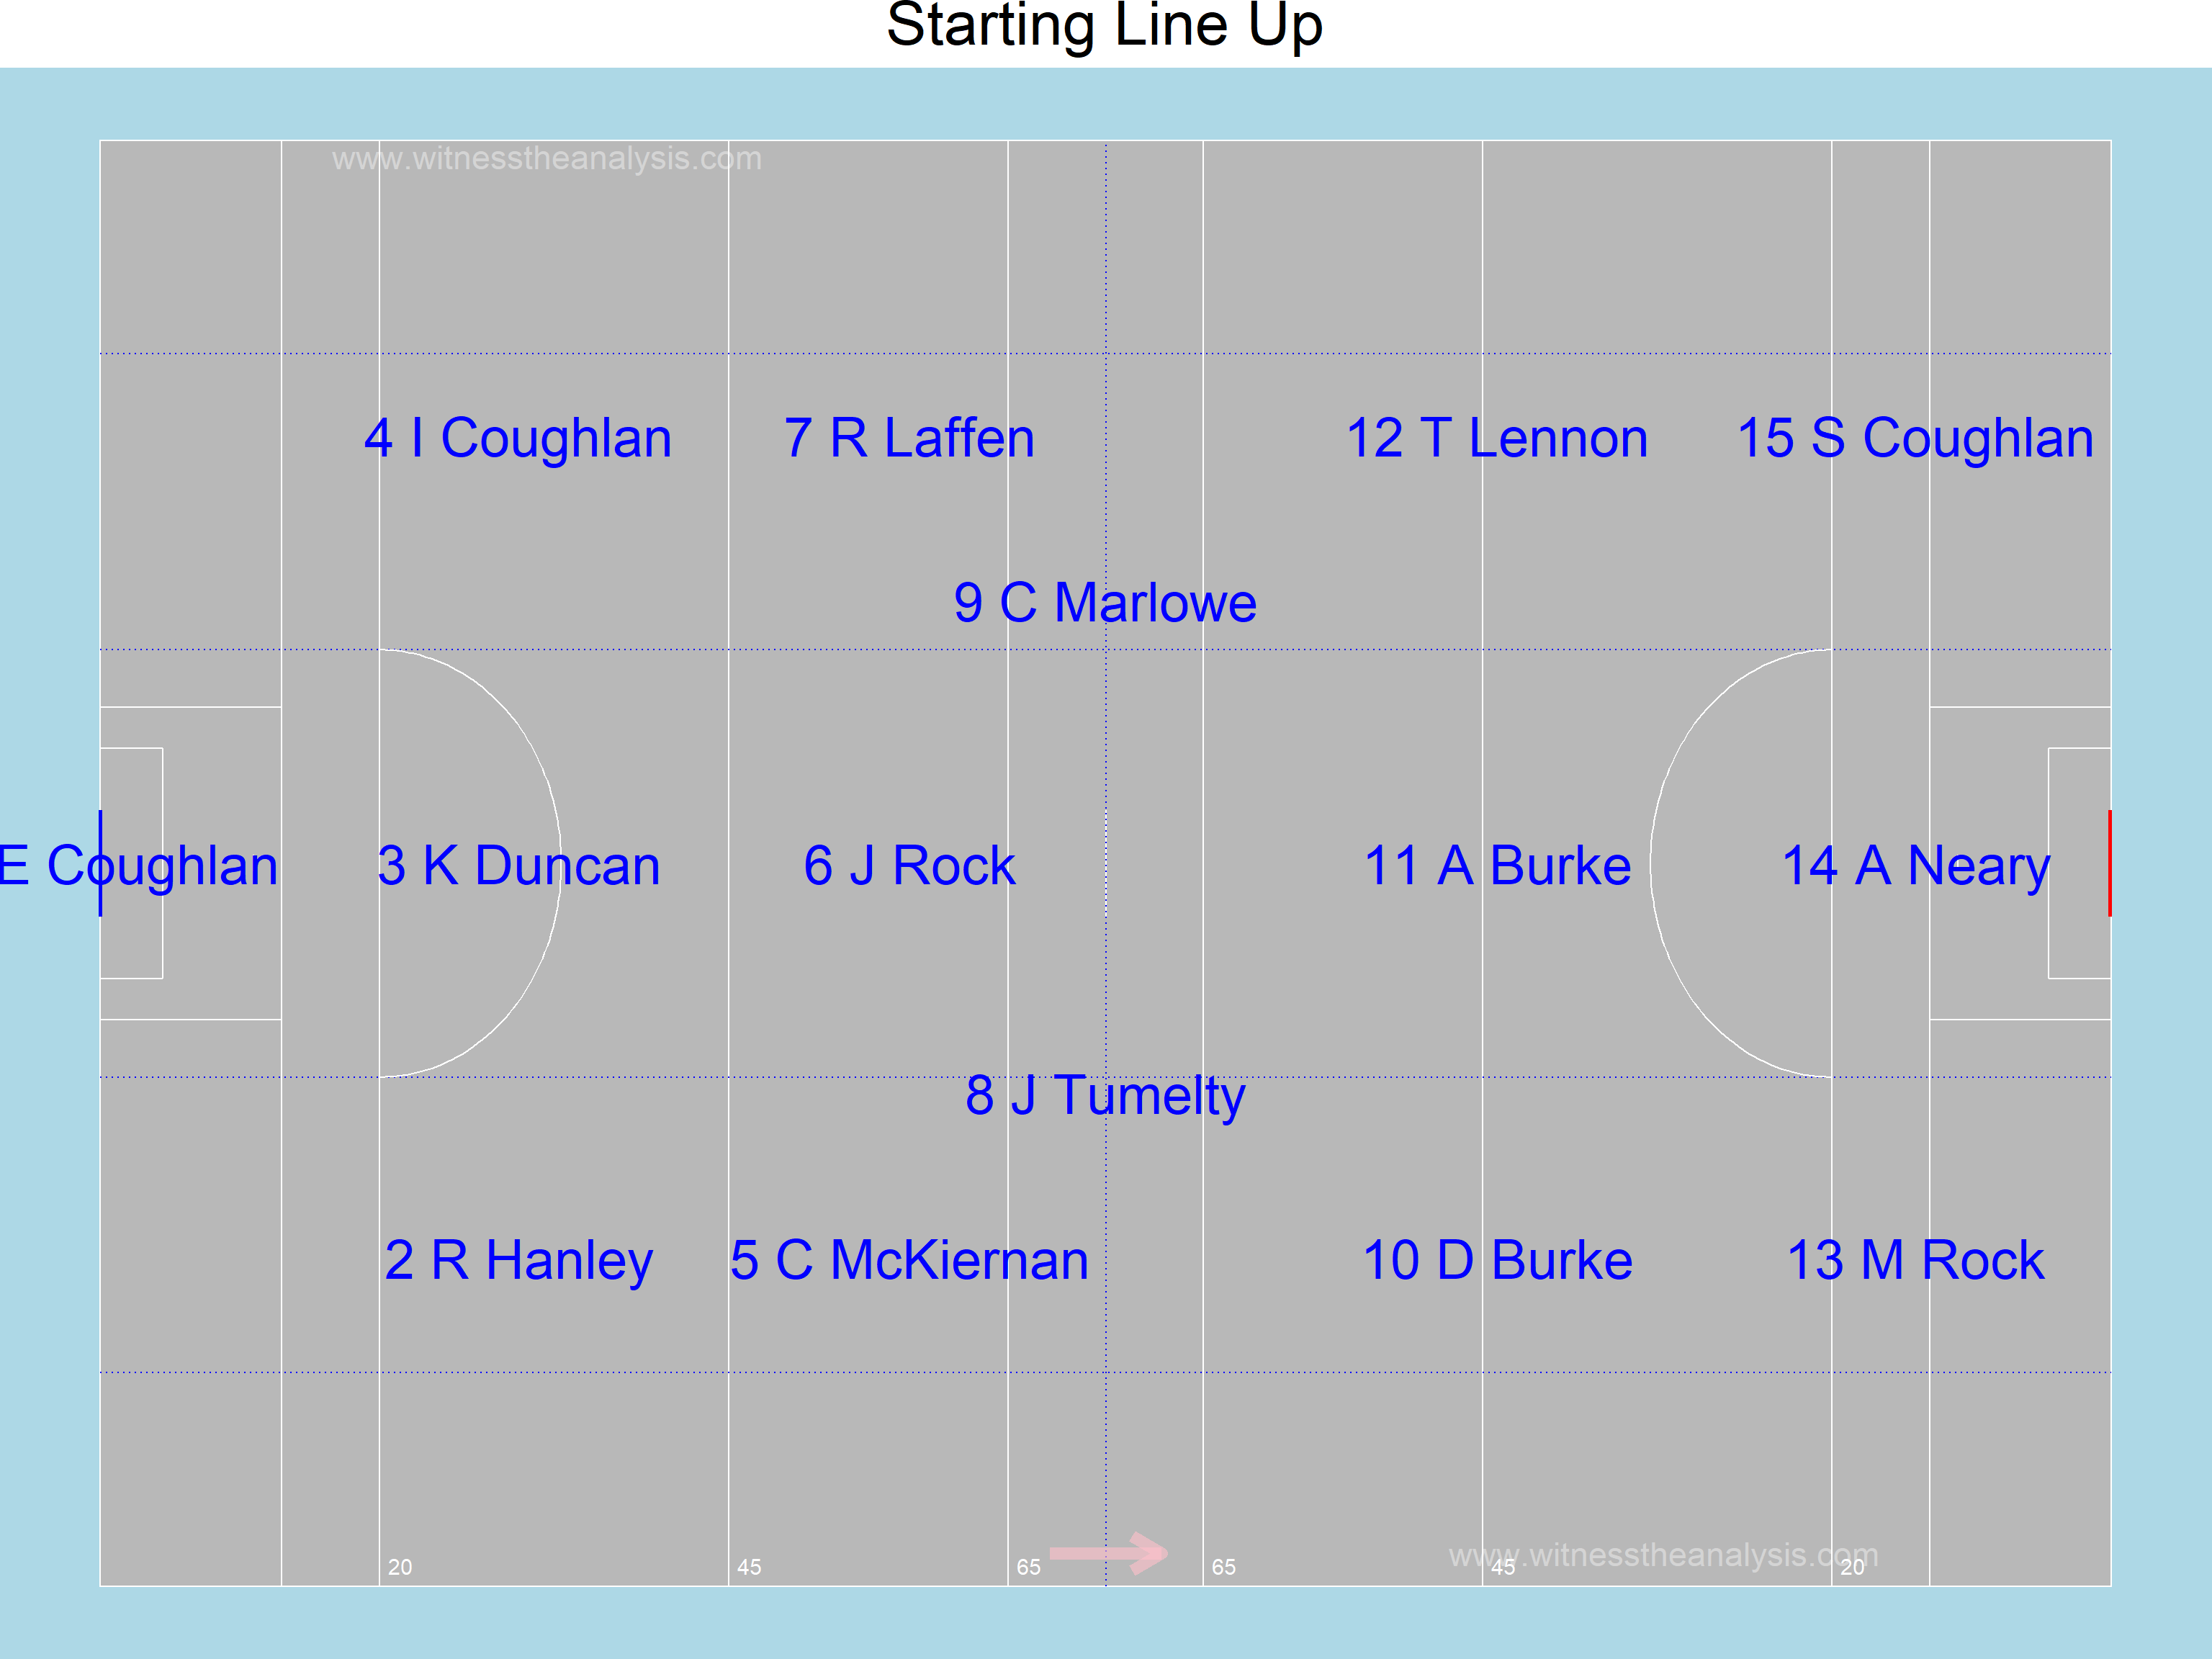 Starting Line Up
www.witnesstheanalysis.com
4 I Coughlan
7 R Laffen
12 T Lennon
15 S Coughlan
9 C Marlowe
E Coughlan
3 K Duncan
6 J Rock
11 A Burke
14 A Neary
8 J Tumelty
2 R Hanley
5 C McKiernan
10 D Burke
13 M Rock
www.witnesstheanalysis.com
20
45
65
65
45
20